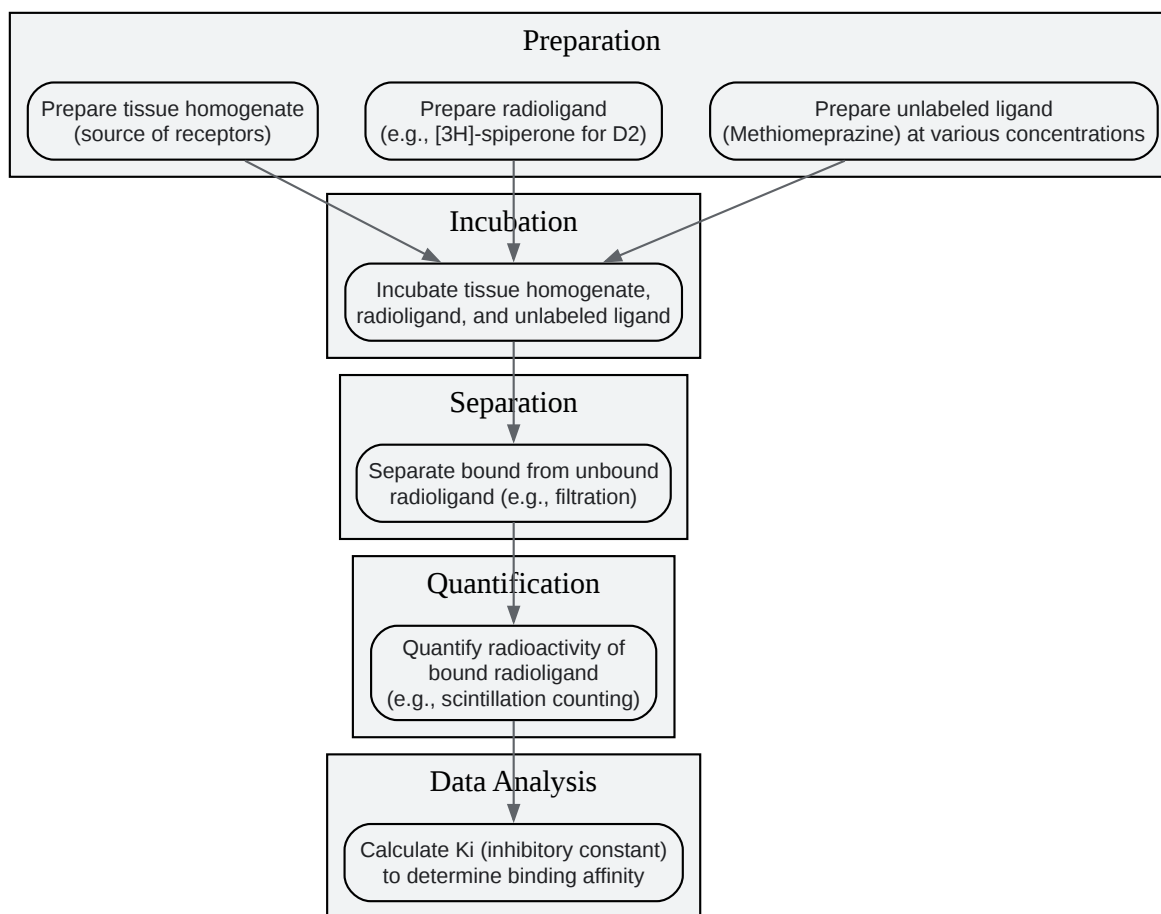 Preparation
Prepare tissue homogenate
(source of receptors)
Prepare radioligand
(e.g., [3H]-spiperone for D2)
Prepare unlabeled ligand
(Methiomeprazine) at various concentrations
Incubation
Incubate tissue homogenate,
radioligand, and unlabeled ligand
Separation
Separate bound from unbound
radioligand (e.g., filtration)
Quantification
Quantify radioactivity of
bound radioligand
(e.g., scintillation counting)
Data Analysis
Calculate Ki (inhibitory constant)
to determine binding affinity